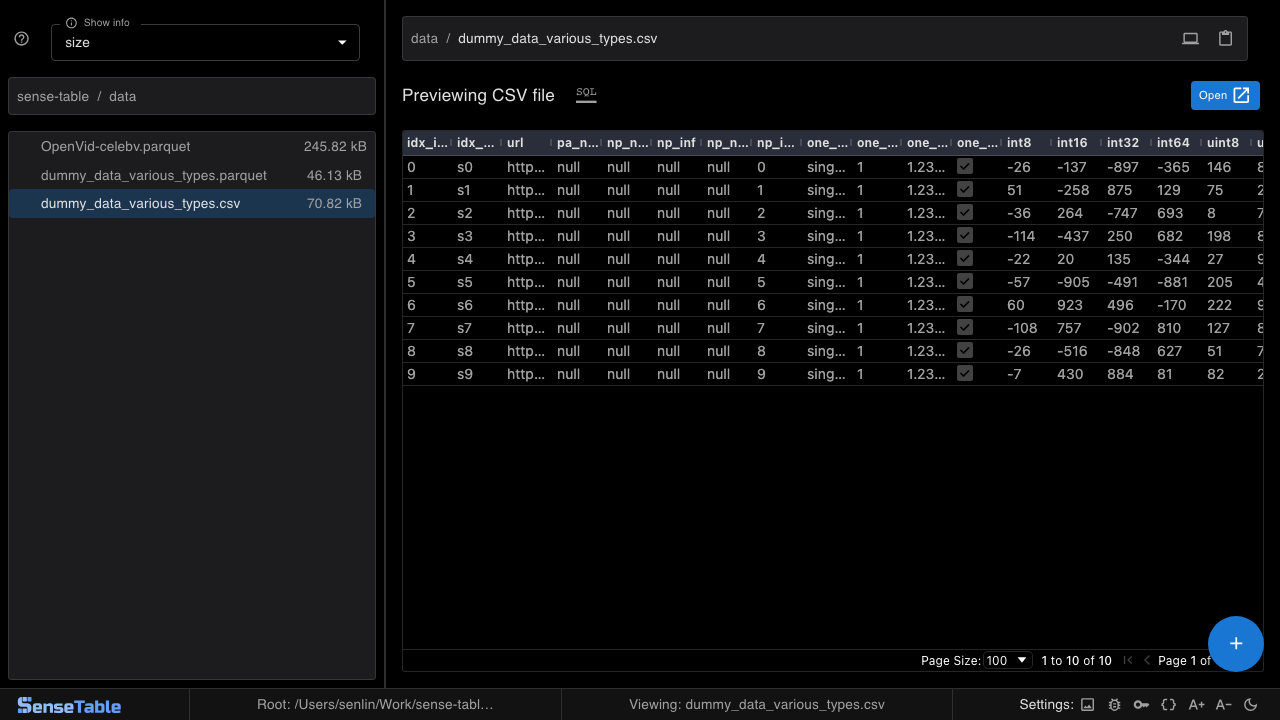 Show info
size
sense-table / data
OpenVid-celebv.parquet 245.82 kB
dummy_data_various_types.parquet 46.13 kB
dummy_data_various_types.csv 70.82 kB
data / dummy_data_various_types.csv
Previewing CSV file SQL Open
idx_i... idx_... url pa_n... np_n... np_inf np_n... np_i... one_... one_... one_... one_... int8 int16 int32 int64 uint8 u
0 s0 http... null null null null 0 sing... 1 1.23... -26 -137 -897 -365 146 8
1 s1 http... null null null null 1 sing... 1 1.23... 51 -258 875 129 75 2
2 s2 http... null null null null 2 sing... 1 1.23... -36 264 -747 693 8 7
3 s3 http... null null null null 3 sing... 1 1.23... -114 -437 250 682 198 8
4 s4 http... null null null null 4 sing... 1 1.23... -22 20 135 -344 27 9
5 s5 http... null null null null 5 sing... 1 1.23... -57 -905 -491 -881 205 4
6 s6 http... null null null null 6 sing... 1 1.23... 60 923 496 -170 222 9
7 s7 http... null null null null 7 sing... 1 1.23... -108 757 -902 810 127 8
8 s8 http... null null null null 8 sing... 1 1.23... -26 -516 -848 627 51 7
9 s9 http... null null null null 9 sing... 1 1.23... -7 430 884 81 82 2
Page Size: 100 1 to 10 of 10 Page 1 of
SenseTable Root: /Users/senlin/Work/sense-tabl... Viewing: dummy_data_various_types.csv Settings: A+ A-